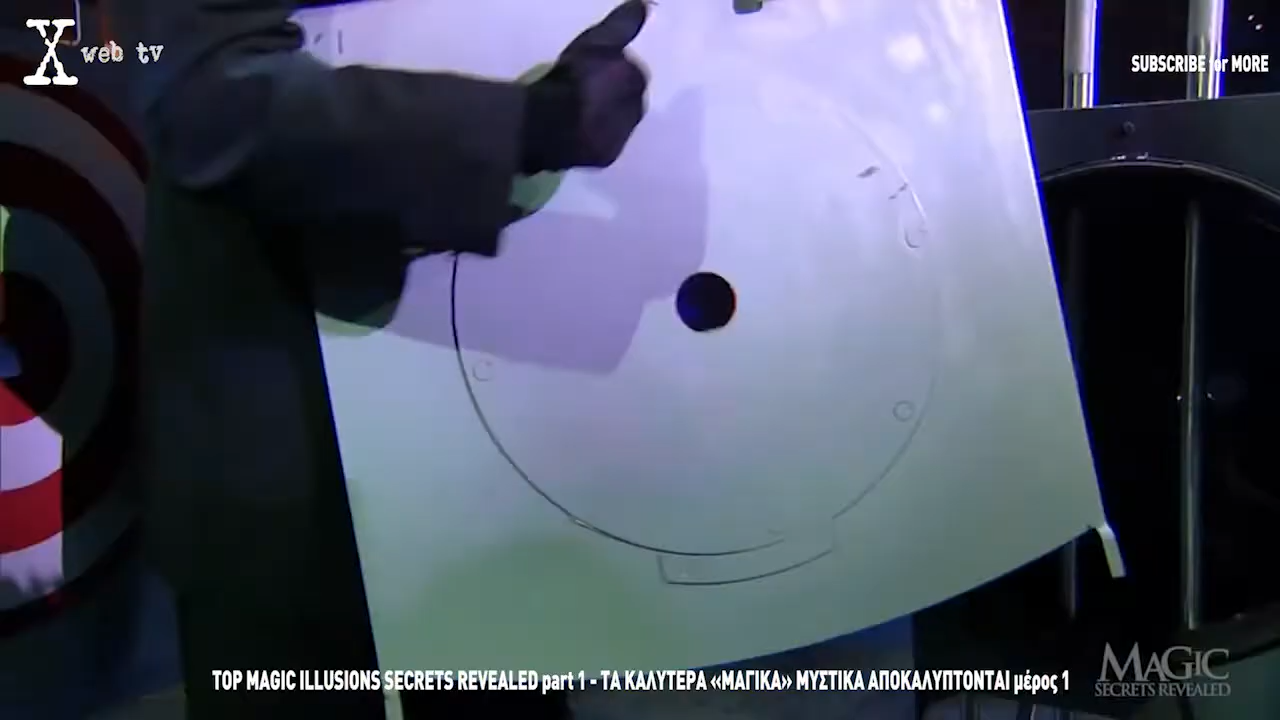 X web tv
SUBSCRIBE for MORE
TOP MAGIC ILLUSIONS SECRETS REVEALED part 1 - ΤΑ ΚΑΛΥΤΕΡΑ «ΜΑΓΙΚΑ» ΜΥΣΤΙΚΑ ΑΠΟΚΑΛΥΠΤΟΝΤΑΙ μέρος 1
MAGIC
SECRETS REVEALED